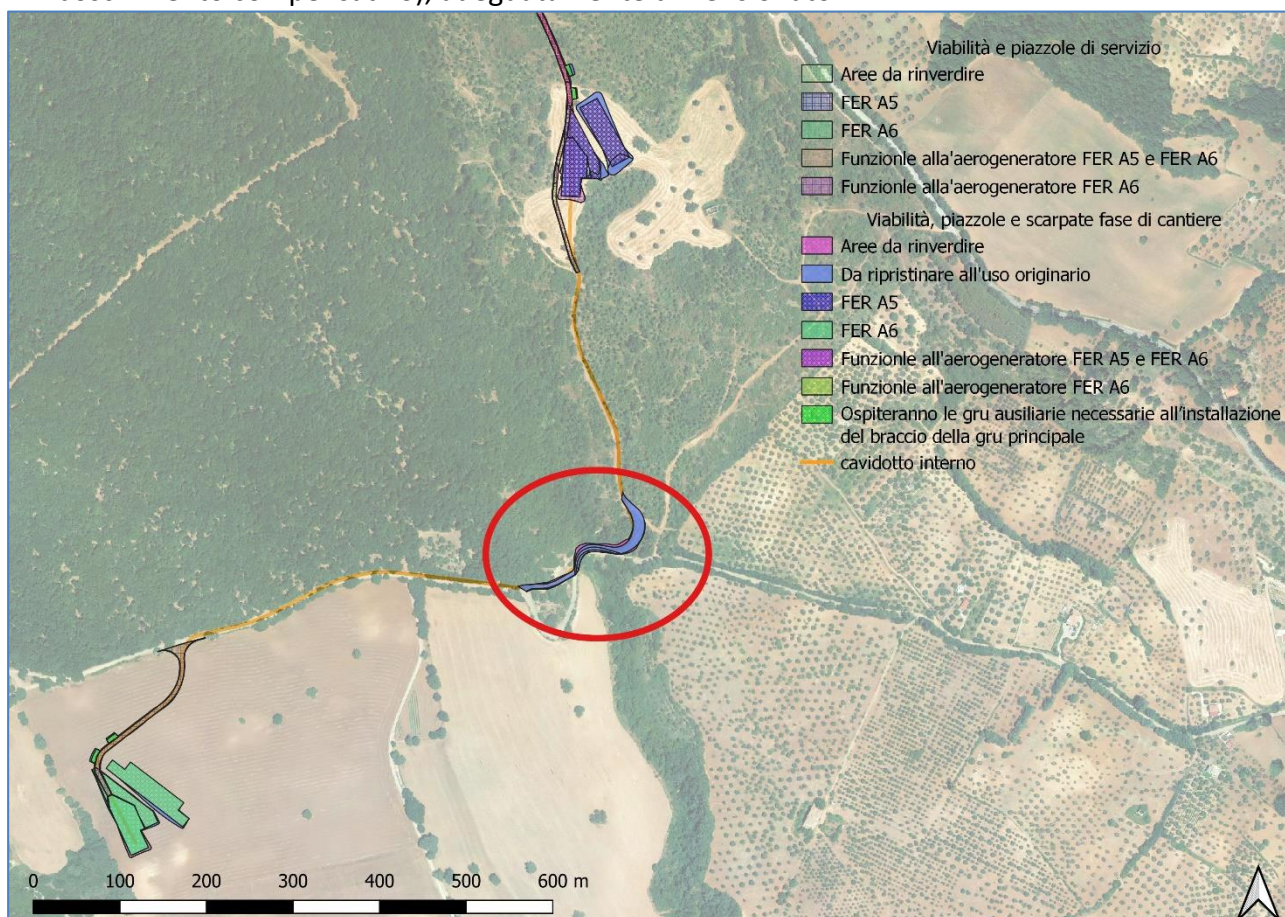 Viabilità e piazzole di servizio
Aree da rinverdire
FER A5
FER A6
Funzionle alla'aerogeneratore FER A5 e FER A6
Funzionle alla'aerogeneratore FER A6
Viabilità, piazzole e scarpate fase di cantiere
Aree da rinverdire
Da ripristinare all'uso originario
FER A5
FER A6
Funzionle all'aerogeneratore FER A5 e FER A6
Funzionle all'aerogeneratore FER A6
Ospiteranno le gru ausiliarie necessarie all'installazione
del braccio della gru principale
cavidotto interno
0 100 200 300 400 500 600 m